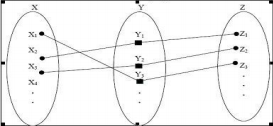 X Y Z
X₁ Y₁ Z₁
X₂ Z₂
X₃ Y₂ Z₃
X₄ Y₃